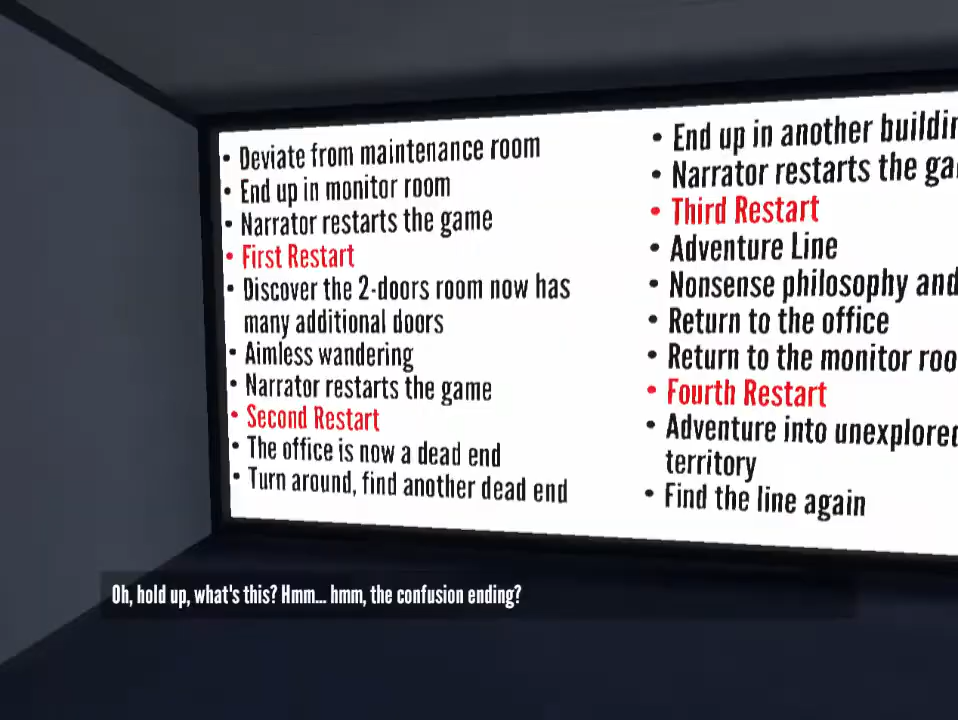 • Deviate from maintenance room
• End up in monitor room
• Narrator restarts the game
• First Restart
• Discover the 2-doors room now has
many additional doors
• Aimless wandering
• Narrator restarts the game
• Second Restart
• The office is now a dead end
• Turn around, find another dead end
• End up in another buildin
• Narrator restarts the ga
• Third Restart
• Adventure Line
• Nonsense philosophy and
• Return to the office
• Return to the monitor roo
• Fourth Restart
• Adventure into unexplored
territory
• Find the line again
Oh, hold up, what's this? Hmm... hmm, the confusion ending?